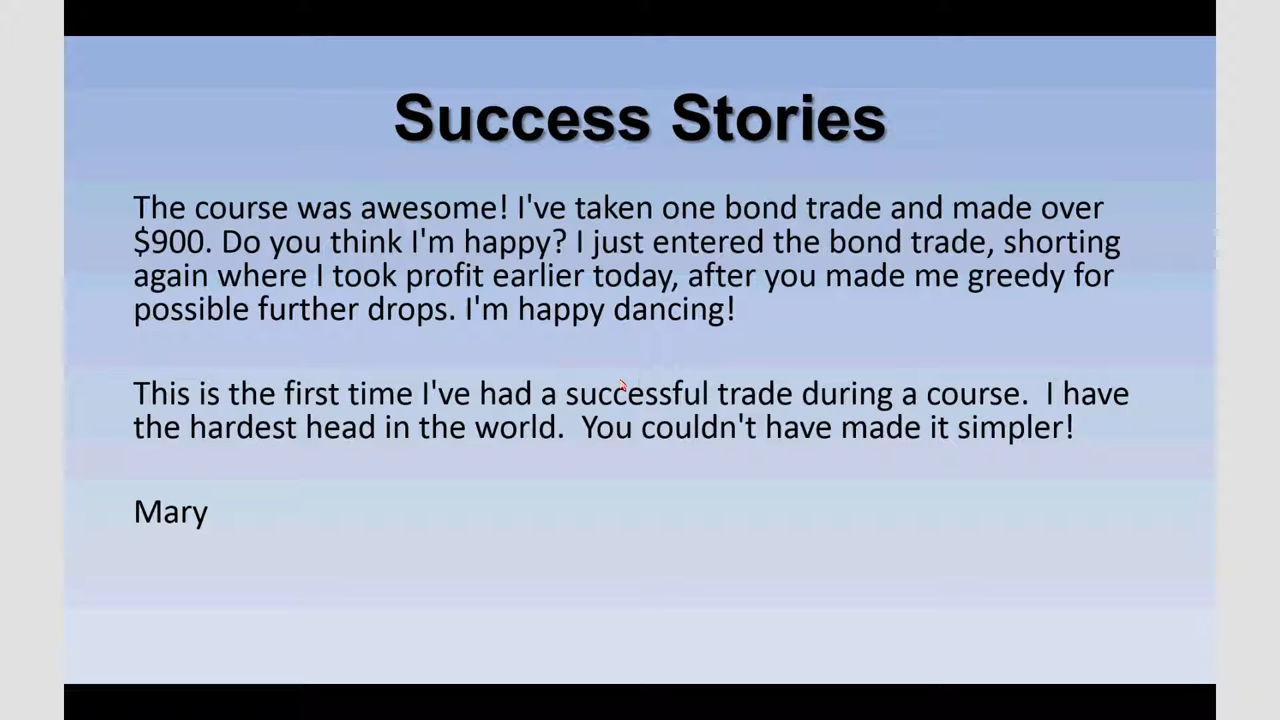 Success Stories
The course was awesome! I've taken one bond trade and made over
$900. Do you think I'm happy? I just entered the bond trade, shorting
again where I took profit earlier today, after you made me greedy for
possible further drops. I'm happy dancing!
This is the first time I've had a successful trade during a course.  I have
the hardest head in the world.  You couldn't have made it simpler!
Mary